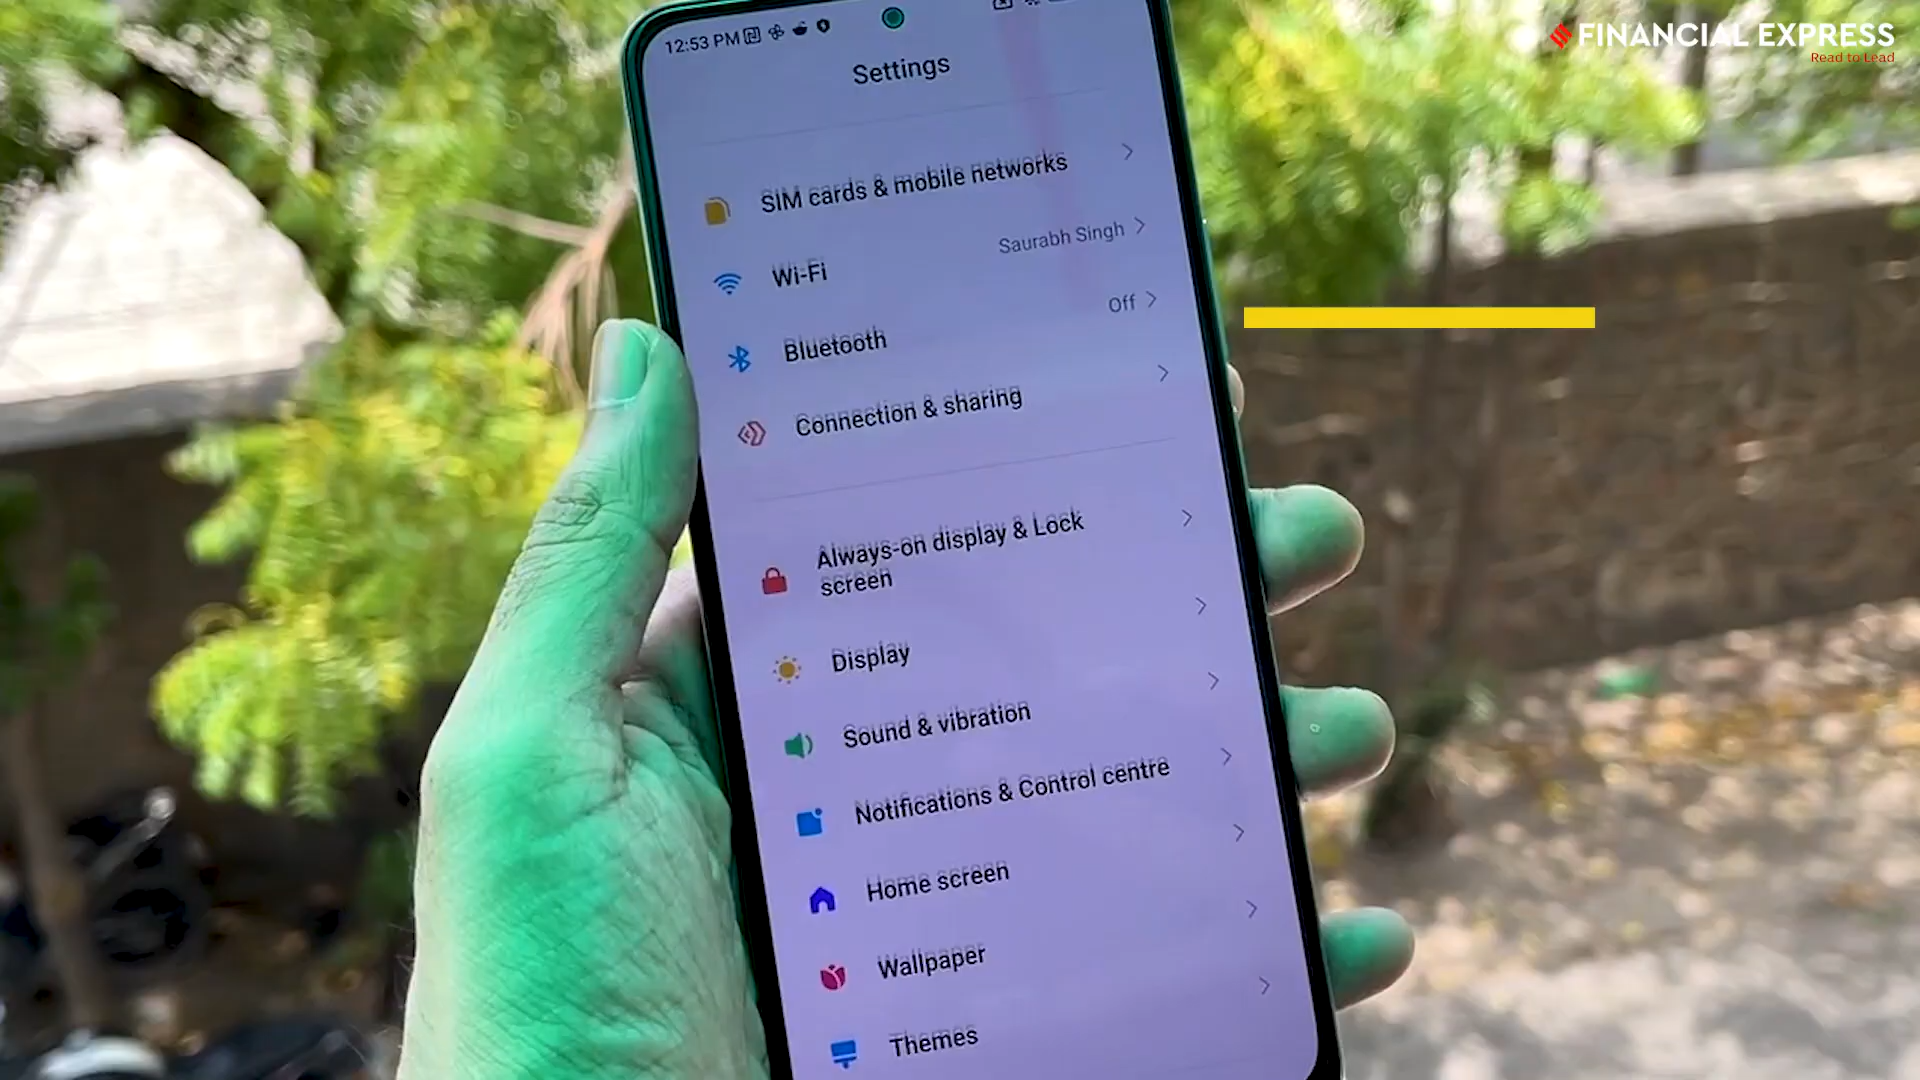 FINANCIAL EXPRESS
Read to Lead
12:53 PM
Settings
SIM cards & mobile networks
Wi-Fi
Saurabh Singh
Bluetooth
Off
Connection & sharing
Always-on display & Lock
screen
Display
Sound & vibration
Notifications & Control centre
Home screen
Wallpaper
Themes